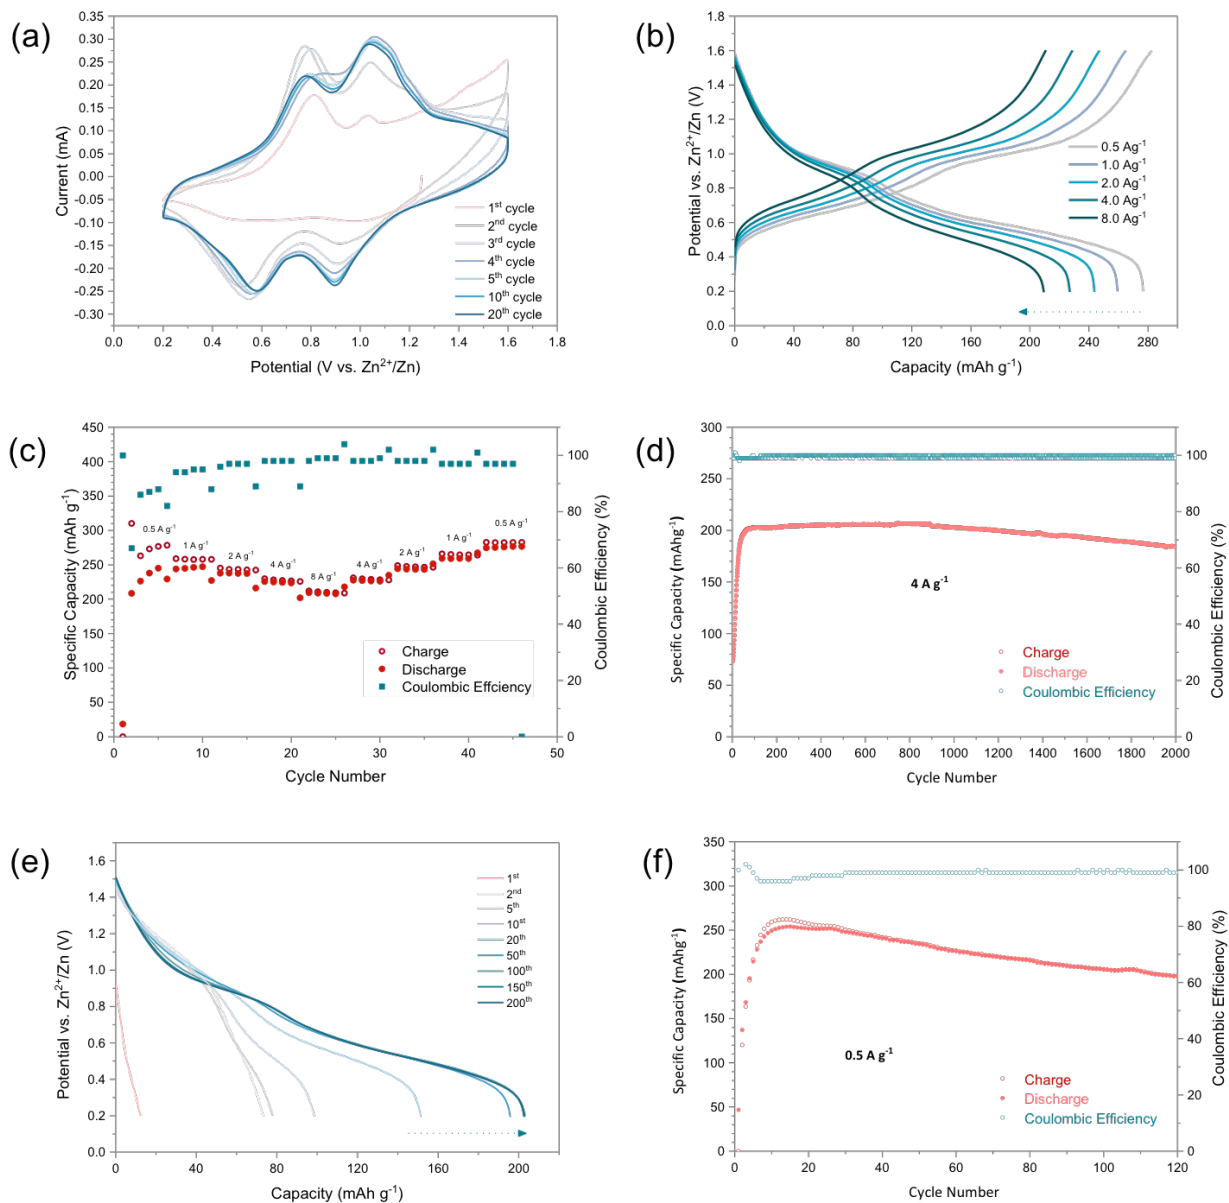 (a)
0.35
0.30
0.25
0.20
0.15
0.10
0.05
0.00
-0.05
-0.10
-0.15
-0.20
-0.25
-0.30
Current (mA)
1st cycle
2nd cycle
3rd cycle
4th cycle
5th cycle
10th cycle
20th cycle
0.0 0.2 0.4 0.6 0.8 1.0 1.2 1.4 1.6 1.8
Potential (V vs. Zn2+/Zn)
(b)
1.8
1.6
1.4
1.2
1.0
0.8
0.6
0.4
0.2
0.0
Potential vs. Zn2+/Zn (V)
0.5 Ag-1
1.0 Ag-1
2.0 Ag-1
4.0 Ag-1
8.0 Ag-1
0 40 80 120 160 200 240 280
Capacity (mAh g-1)
(c)
450
400
350
300
250
200
150
100
50
0
Specific Capacity (mAh g-1)
0.5 A g-1
1 A g-1
2 A g-1
4 A g-1
8 A g-1
4 A g-1
2 A g-1
1 A g-1
0.5 A g-1
Charge
Discharge
Coulombic Effciency
100
80
60
40
20
0
Coulombic Efficiency (%)
0 10 20 30 40 50
Cycle Number
(d)
300
250
200
150
100
50
0
Specific Capacity (mAhg-1)
4 A g-1
Charge
Discharge
Coulombic Efficiency
100
80
60
40
20
0
Coulombic Efficiency (%)
0 200 400 600 800 1000 1200 1400 1600 1800 2000
Cycle Number
(e)
1.6
1.4
1.2
1.0
0.8
0.6
0.4
0.2
0.0
Potential vs. Zn2+/Zn (V)
1st
2nd
5th
10st
20th
50th
100th
150th
200th
0 40 80 120 160 200
Capacity (mAh g-1)
(f)
350
300
250
200
150
100
50
0
Specific Capacity (mAhg-1)
0.5 A g-1
Charge
Discharge
Coulombic Efficiency
100
80
60
40
20
0
Coulombic Efficiency (%)
0 20 40 60 80 100 120
Cycle Number